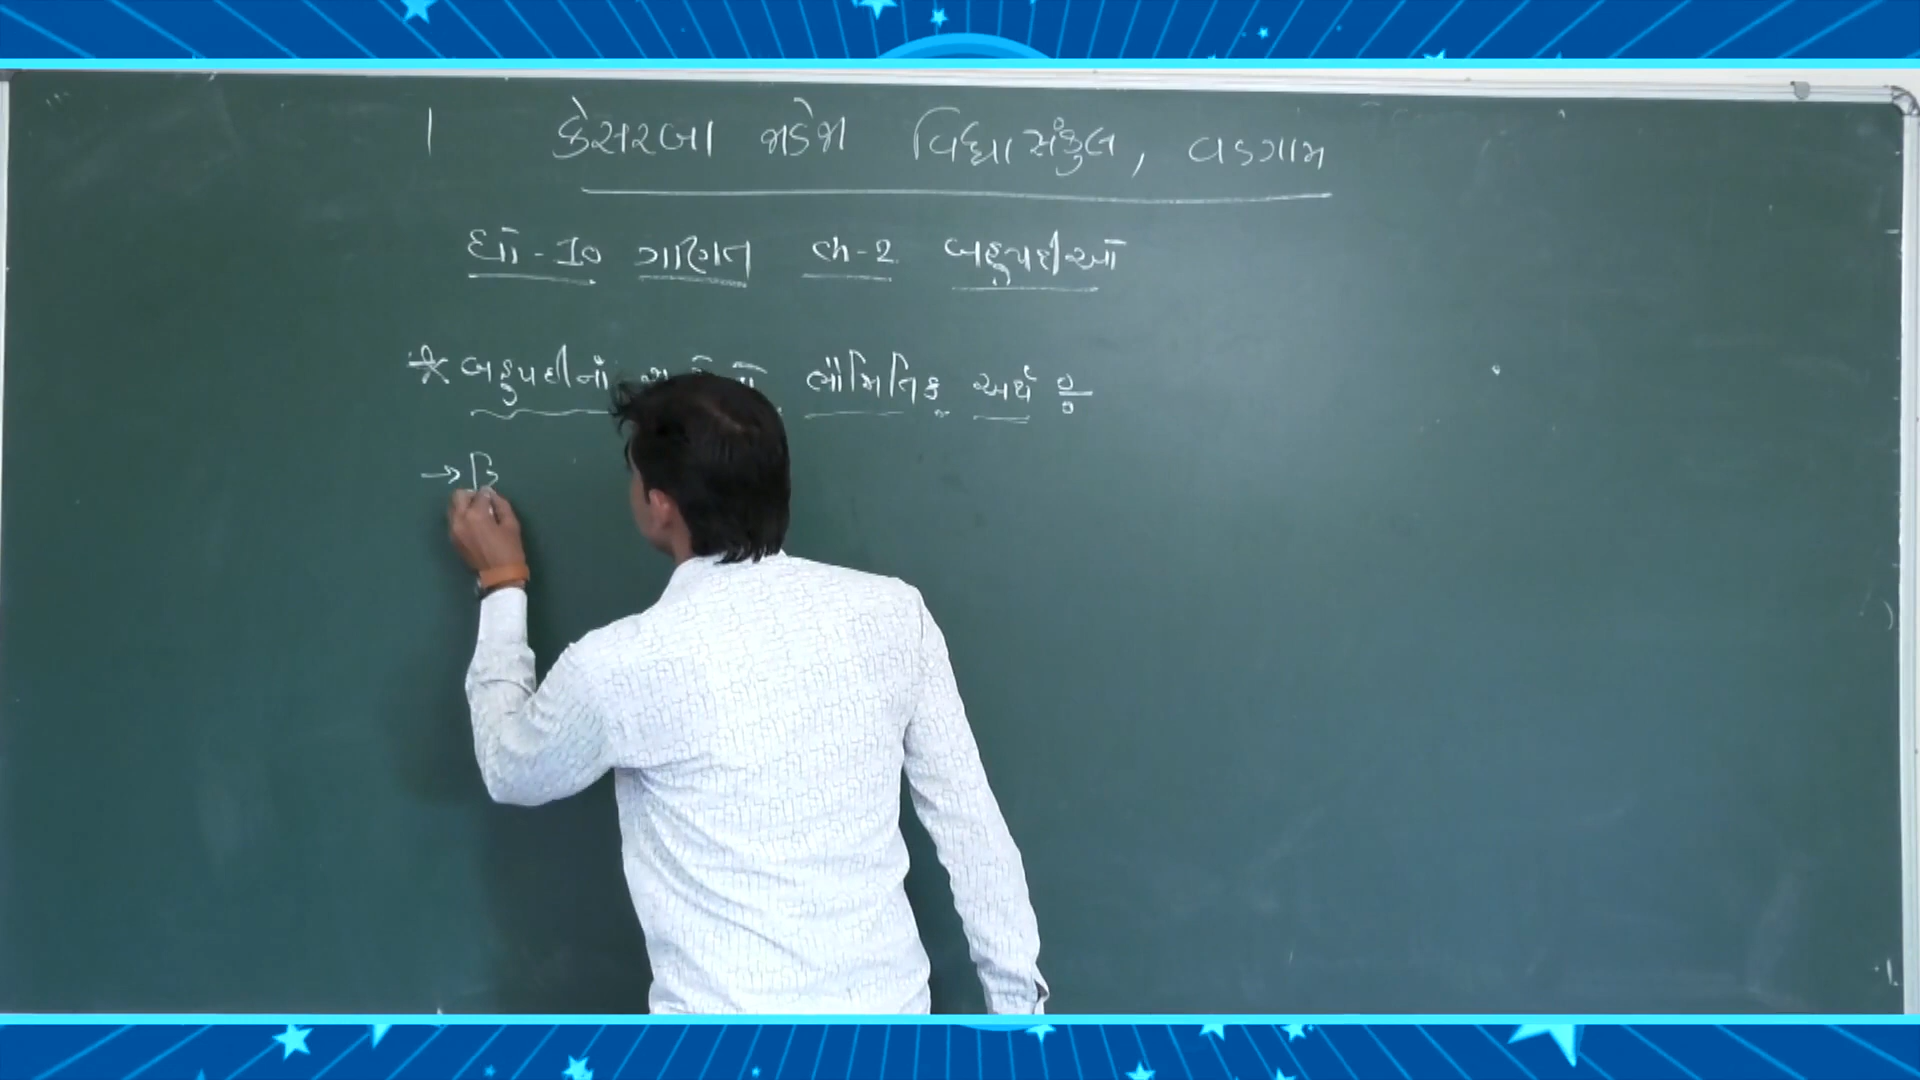 કેસરબા જાડેજા વિદ્યાસંકુલ, વડગામ
ધો - 10 ગણિત ch-2 બહુપદીઓ
* બહુપદીનાં ભૌમિતિક અર્થ :-
→ દ્વિ